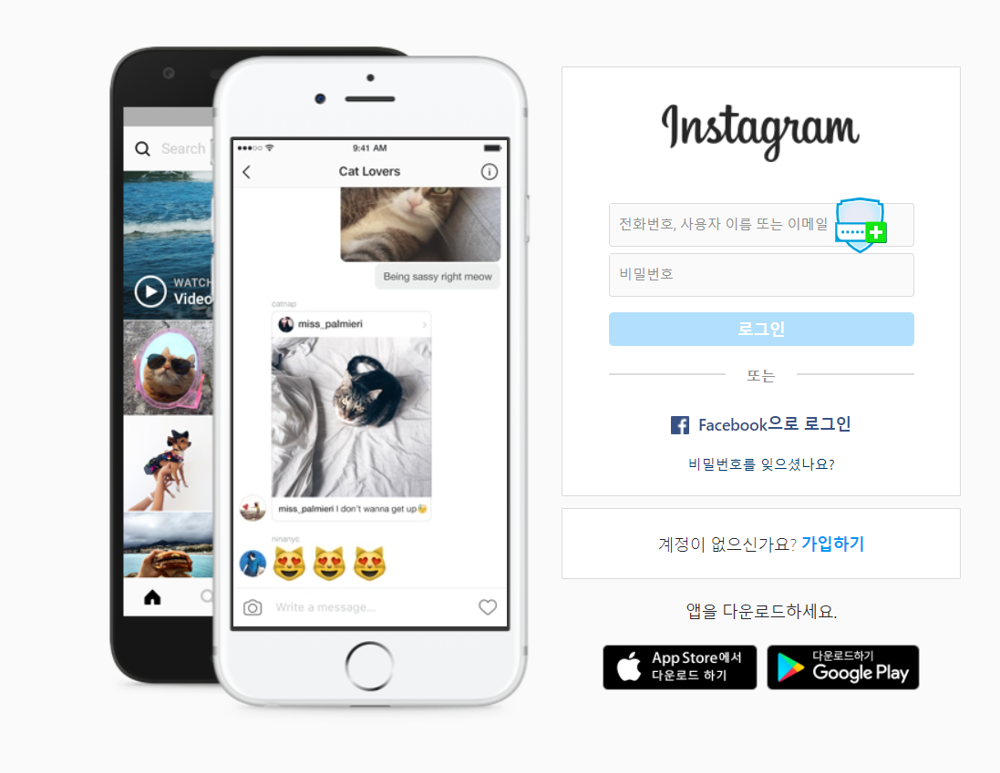 Search
WATCH
Video
9:41 AM
Cat Lovers
Being sassy right meow
catnap
miss_palmieri
miss_palmieri I don't wanna get up
ninanyc
Write a message...
Instagram
전화번호, 사용자 이름 또는 이메일
비밀번호
로그인
또는
Facebook으로 로그인
비밀번호를 잊으셨나요?
계정이 없으신가요? 가입하기
앱을 다운로드하세요.
App Store에서
다운로드 하기
다운로드하기
Google Play